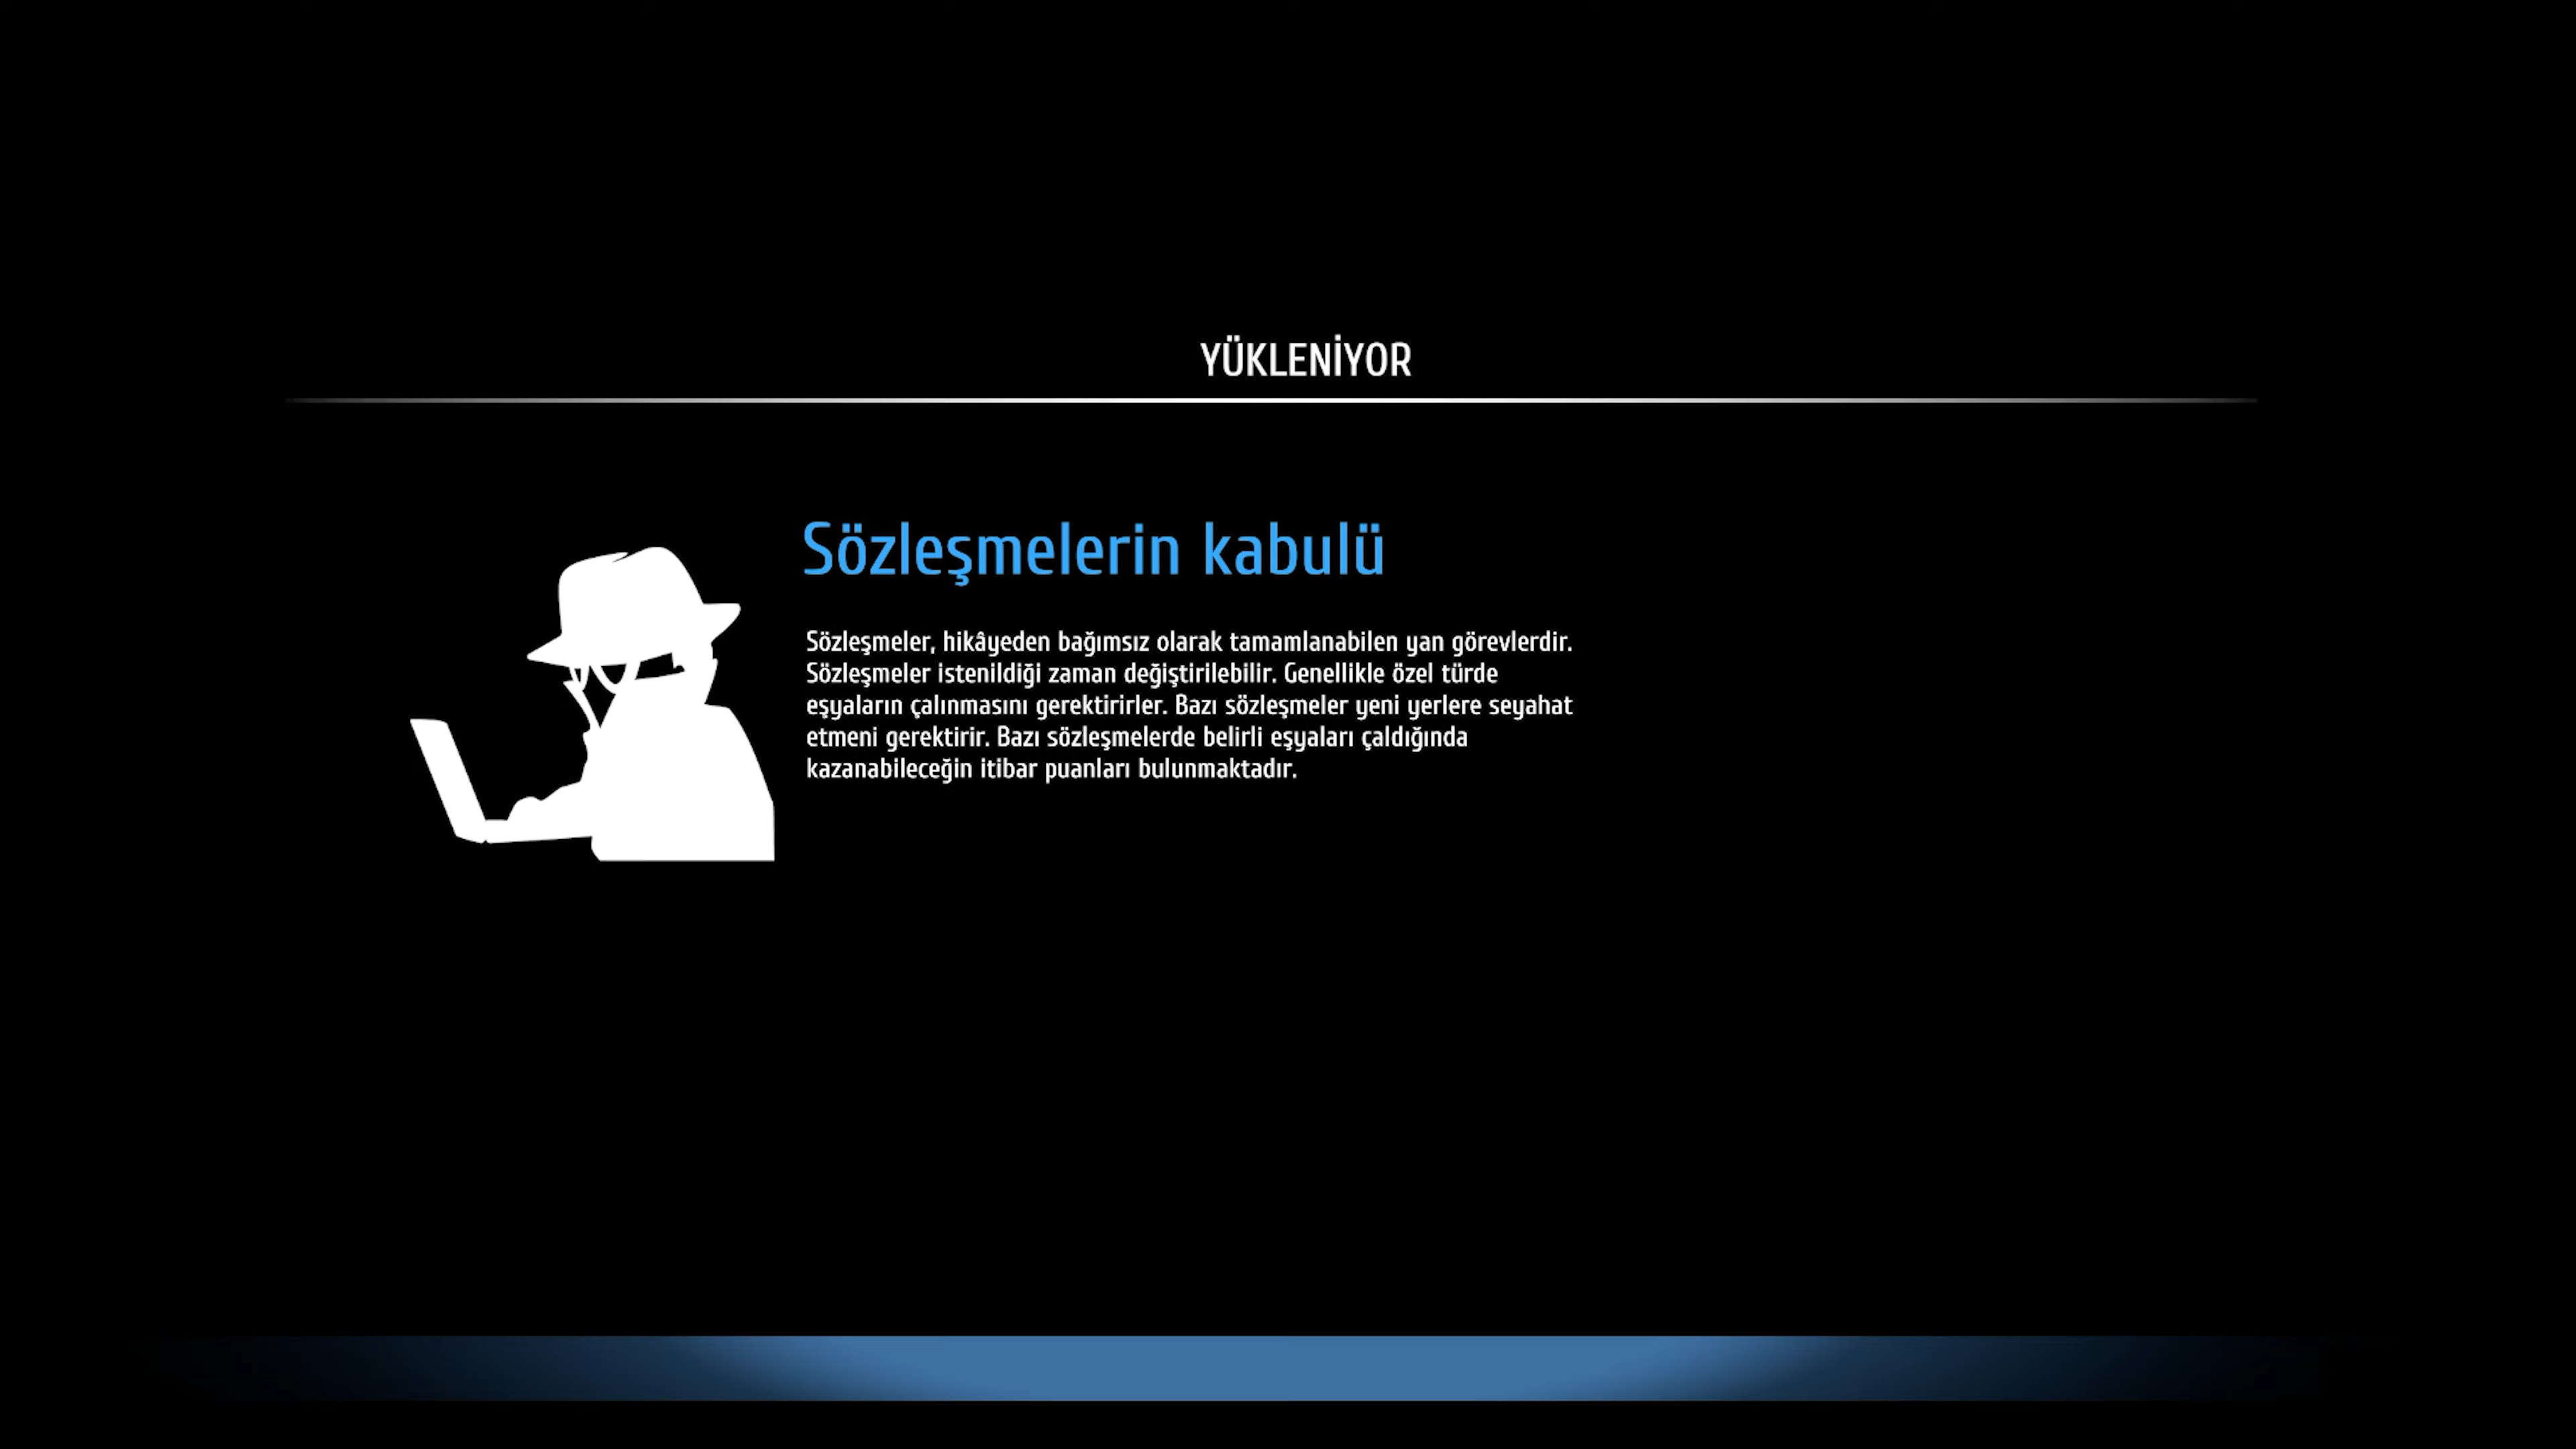 YÜKLENİYOR
Sözleşmelerin kabulü
Sözleşmeler, hikâyeden bağımsız olarak tamamlanabilen yan görevlerdir.
Sözleşmeler istenildiği zaman değiştirilebilir. Genellikle özel türde
eşyaların çalınmasını gerektirirler. Bazı sözleşmeler yeni yerlere seyahat
etmeni gerektirir. Bazı sözleşmelerde belirli eşyaları çaldığında
kazanabileceğin itibar puanları bulunmaktadır.